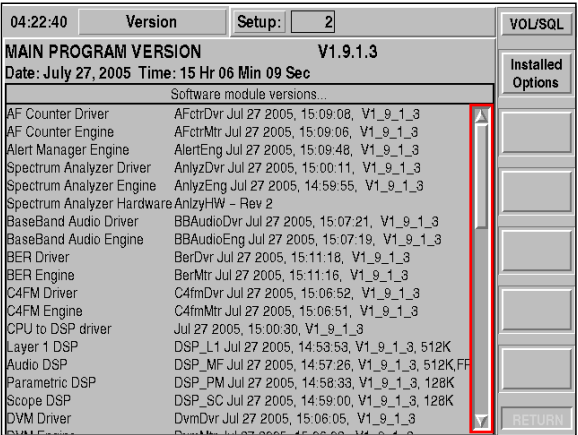 04:22:40 Version Setup: 2 VOL/SQL
MAIN PROGRAM VERSION V1.9.1.3
Date: July 27, 2005 Time: 15 Hr 06 Min 09 Sec
Installed
Options
Software module versions...
AF Counter Driver AFctrDvr Jul 27 2005, 15:09:08, V1_9_1_3
AF Counter Engine AFctrMtr Jul 27 2005, 15:09:06, V1_9_1_3
Alert Manager Engine AlertEng Jul 27 2005, 15:09:48, V1_9_1_3
Spectrum Analyzer Driver AnlyzDvr Jul 27 2005, 15:00:11, V1_9_1_3
Spectrum Analyzer Engine AnlyzEng Jul 27 2005, 14:59:55, V1_9_1_3
Spectrum Analyzer Hardware AnlzyHW - Rev 2
BaseBand Audio Driver BBAudioDvr Jul 27 2005, 15:07:21, V1_9_1_3
BaseBand Audio Engine BBAudioEng Jul 27 2005, 15:07:19, V1_9_1_3
BER Driver BerDvr Jul 27 2005, 15:11:18, V1_9_1_3
BER Engine BerMtr Jul 27 2005, 15:11:16, V1_9_1_3
C4FM Driver C4fmDvr Jul 27 2005, 15:06:52, V1_9_1_3
C4FM Engine C4fmMtr Jul 27 2005, 15:06:51, V1_9_1_3
CPU to DSP driver Jul 27 2005, 15:00:30, V1_9_1_3
Layer 1 DSP DSP_L1 Jul 27 2005, 14:53:53, V1_9_1_3, 512K
Audio DSP DSP_MF Jul 27 2005, 14:57:26, V1_9_1_3, 512K,FP
Parametric DSP DSP_PM Jul 27 2005, 14:58:33, V1_9_1_3, 128K
Scope DSP DSP_SC Jul 27 2005, 14:59:00, V1_9_1_3, 128K
DVM Driver DvmDvr Jul 27 2005, 15:06:05, V1_9_1_3
RETURN